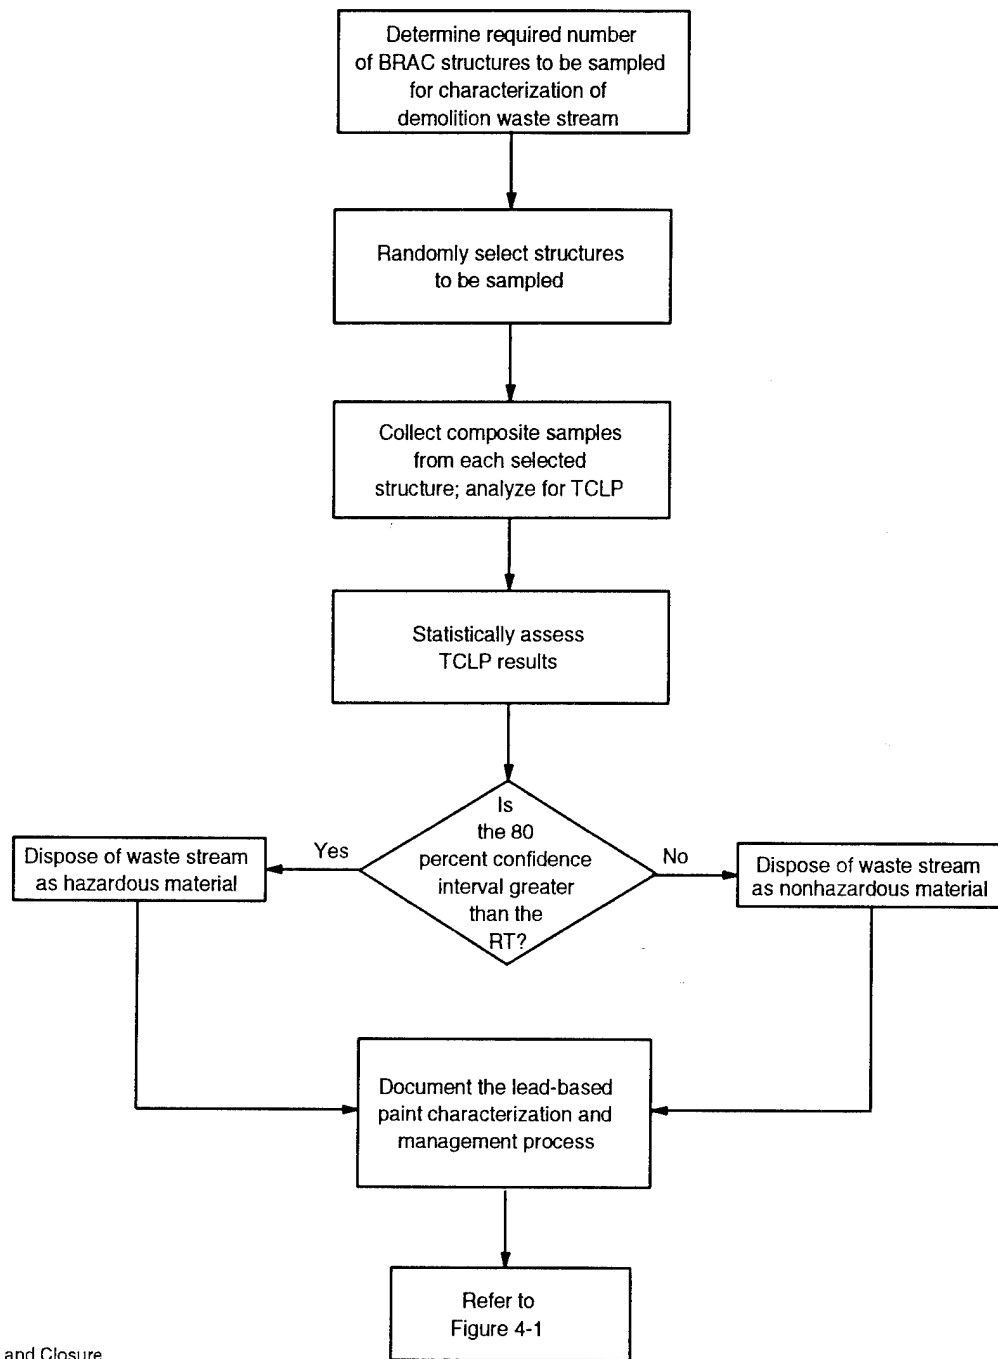 Determine required number
of BRAC structures to be sampled
for characterization of
demolition waste stream
Randomly select structures
to be sampled
Collect composite samples
from each selected
structure; analyze for TCLP
Statistically assess
TCLP results
Is
the 80
percent confidence
interval greater
than the
RT?
Yes
No
Dispose of waste stream
as hazardous material
Dispose of waste stream
as nonhazardous material
Document the lead-based
paint characterization and
management process
Refer to
Figure 4-1
and Closure